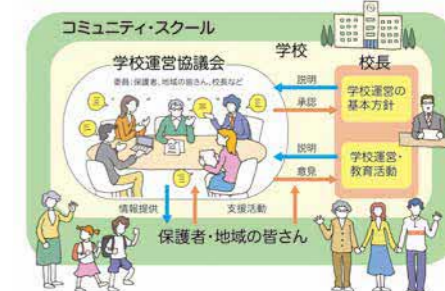 コミュニティ・スクール
学校
学校運営協議会
委員:保護者、地域の皆さん、校長など
校長
説明
承認
学校運営の
基本方針
説明
意見
学校運営・
教育活動
情報提供
支援活動
保護者・地域の皆さん